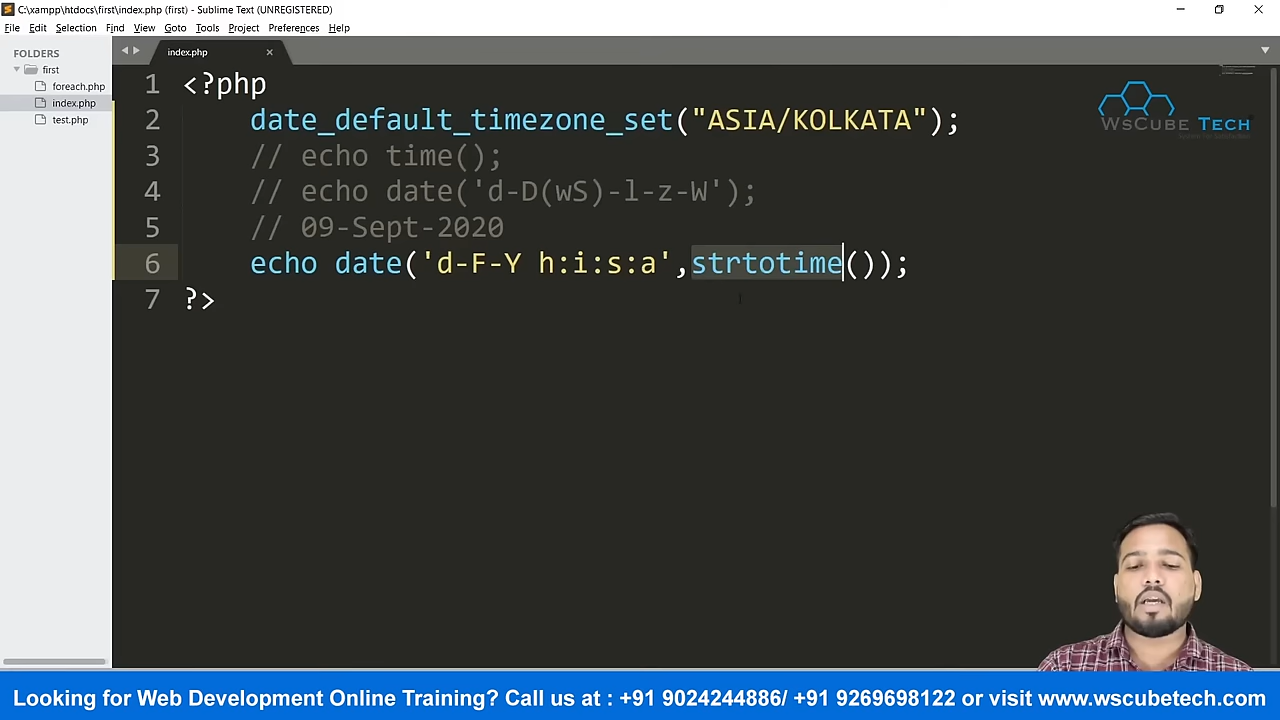 C:\xampp\htdocs\first\index.php (first) - Sublime Text (UNREGISTERED)
File Edit Selection Find View Goto Tools Project Preferences Help
FOLDERS
first
foreach.php
index.php
test.php
index.php
1 <?php
2 date_default_timezone_set("ASIA/KOLKATA");
3 // echo time();
4 // echo date('d-D(wS)-l-z-W');
5 // 09-Sept-2020
6 echo date('d-F-Y h:i:s:a',strtotime());
7 ?>
WsCube Tech
Looking for Web Development Online Training? Call us at : +91 9024244886/ +91 9269698122 or visit www.wscubetech.com